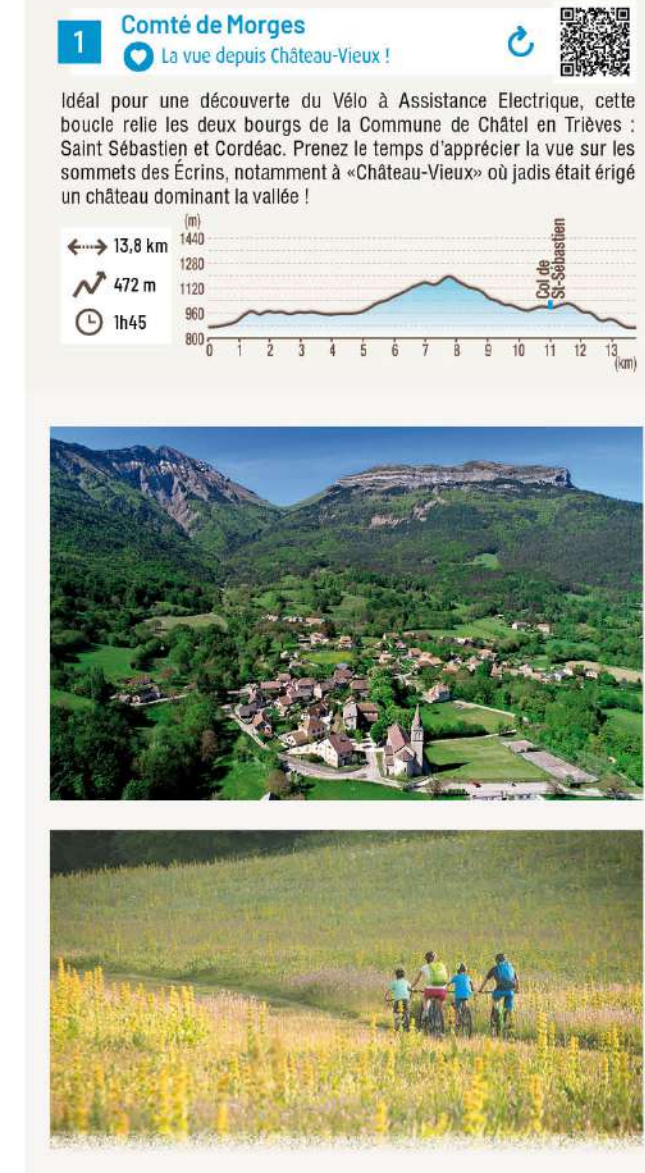 1
Comté de Morges
La vue depuis Château-Vieux !
Idéal pour une découverte du Vélo à Assistance Electrique, cette
boucle relie les deux bourgs de la Commune de Châtel en Trièves :
Saint Sébastien et Cordéac. Prenez le temps d'apprécier la vue sur les
sommets des Écrins, notamment à «Château-Vieux» où jadis était érigé
un château dominant la vallée !
13,8 km
472 m
1h45
(m)
1440
1280
1120
960
800
Col de
St-Sébastien
0 1 2 3 4 5 6 7 8 9 10 11 12 13
(km)